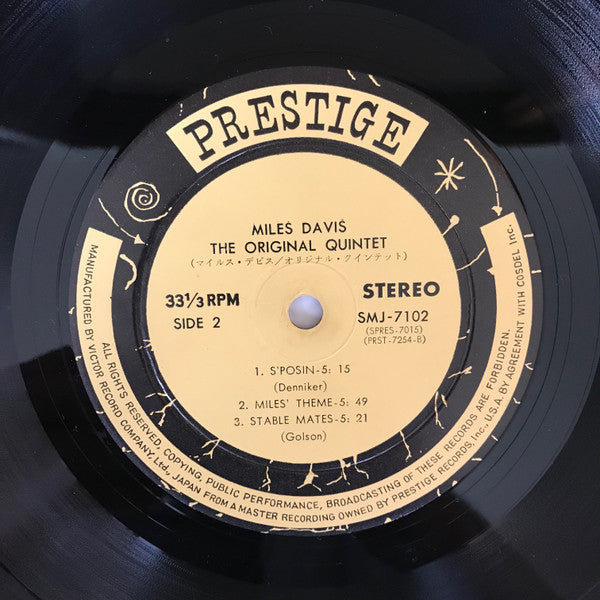 PRESTIGE
MILES DAVIS
THE ORIGINAL QUINTET
(マイルス・デビス/オリジナル・クインテット)
33⅓ RPM
SIDE 2
STEREO
SMJ-7102
(SPRES-7015)
(PRST-7254-B)
1. S'POSIN-5: 15
(Denniker)
2. MILES' THEME-5: 49
3. STABLE MATES-5: 21
(Golson)
MANUFACTURED BY VICTOR RECORD COMPANY, Ltd., JAPAN FROM A MASTER RECORDING OWNED BY PRESTIGE RECORDS, Inc., U.S.A. BY AGREEMENT WITH COSDEL Inc.
ALL RIGHTS RESERVED, COPYING, PUBLIC PERFORMANCE, BROADCASTING OF THESE RECORDS ARE FORBIDDEN.